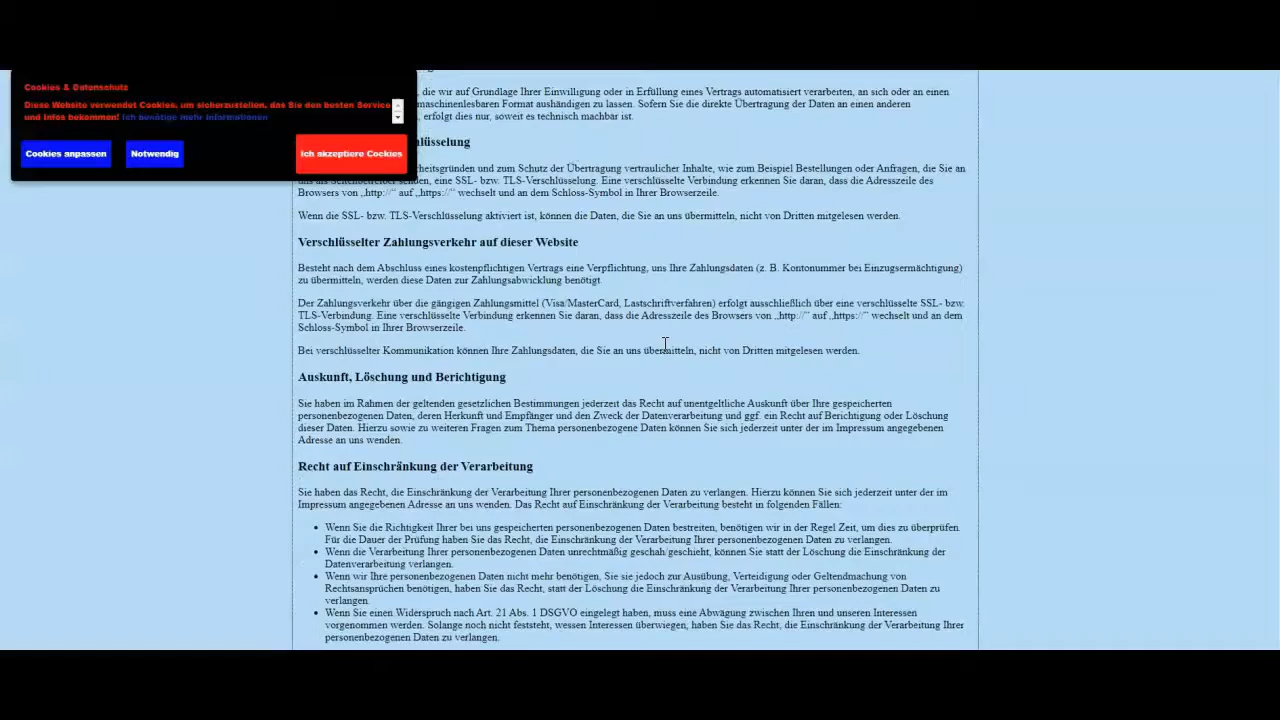 Cookies & Datenschutz
Diese Website verwendet Cookies, um sicherzustellen, das Sie den besten Service
und Infos bekommen! Ich benötige mehr Informationen
Cookies anpassen
Notwendig
Ich akzeptiere Cockies
, die wir auf Grundlage Ihrer Einwilligung oder in Erfüllung eines Vertrags automatisiert verarbeiten, an sich oder an einen
maschinenlesbaren Format aushändigen zu lassen. Sofern Sie die direkte Übertragung der Daten an einen anderen
, erfolgt dies nur, soweit es technisch machbar ist.
hlüsselung
heitsgründen und zum Schutz der Übertragung vertraulicher Inhalte, wie zum Beispiel Bestellungen oder Anfragen, die Sie an
uns als Seitenbetreiber senden, eine SSL- bzw. TLS-Verschlüsselung. Eine verschlüsselte Verbindung erkennen Sie daran, dass die Adresszeile des
Browsers von „http://“ auf „https://“ wechselt und an dem Schloss-Symbol in Ihrer Browserzeile.
Wenn die SSL- bzw. TLS-Verschlüsselung aktiviert ist, können die Daten, die Sie an uns übermitteln, nicht von Dritten mitgelesen werden.
Verschlüsselter Zahlungsverkehr auf dieser Website
Besteht nach dem Abschluss eines kostenpflichtigen Vertrags eine Verpflichtung, uns Ihre Zahlungsdaten (z. B. Kontonummer bei Einzugsermächtigung)
zu übermitteln, werden diese Daten zur Zahlungsabwicklung benötigt.
Der Zahlungsverkehr über die gängigen Zahlungsmittel (Visa/MasterCard, Lastschriftverfahren) erfolgt ausschließlich über eine verschlüsselte SSL- bzw.
TLS-Verbindung. Eine verschlüsselte Verbindung erkennen Sie daran, dass die Adresszeile des Browsers von „http://“ auf „https://“ wechselt und an dem
Schloss-Symbol in Ihrer Browserzeile.
Bei verschlüsselter Kommunikation können Ihre Zahlungsdaten, die Sie an uns übermitteln, nicht von Dritten mitgelesen werden.
Auskunft, Löschung und Berichtigung
Sie haben im Rahmen der geltenden gesetzlichen Bestimmungen jederzeit das Recht auf unentgeltliche Auskunft über Ihre gespeicherten
personenbezogenen Daten, deren Herkunft und Empfänger und den Zweck der Datenverarbeitung und ggf. ein Recht auf Berichtigung oder Löschung
dieser Daten. Hierzu sowie zu weiteren Fragen zum Thema personenbezogene Daten können Sie sich jederzeit unter der im Impressum angegebenen
Adresse an uns wenden.
Recht auf Einschränkung der Verarbeitung
Sie haben das Recht, die Einschränkung der Verarbeitung Ihrer personenbezogenen Daten zu verlangen. Hierzu können Sie sich jederzeit unter der im
Impressum angegebenen Adresse an uns wenden. Das Recht auf Einschränkung der Verarbeitung besteht in folgenden Fällen:
• Wenn Sie die Richtigkeit Ihrer bei uns gespeicherten personenbezogenen Daten bestreiten, benötigen wir in der Regel Zeit, um dies zu überprüfen.
Für die Dauer der Prüfung haben Sie das Recht, die Einschränkung der Verarbeitung Ihrer personenbezogenen Daten zu verlangen.
• Wenn die Verarbeitung Ihrer personenbezogenen Daten unrechtmäßig geschah/geschieht, können Sie statt der Löschung die Einschränkung der
Datenverarbeitung verlangen.
• Wenn wir Ihre personenbezogenen Daten nicht mehr benötigen, Sie sie jedoch zur Ausübung, Verteidigung oder Geltendmachung von
Rechtsansprüchen benötigen, haben Sie das Recht, statt der Löschung die Einschränkung der Verarbeitung Ihrer personenbezogenen Daten zu
verlangen.
• Wenn Sie einen Widerspruch nach Art. 21 Abs. 1 DSGVO eingelegt haben, muss eine Abwägung zwischen Ihren und unseren Interessen
vorgenommen werden. Solange noch nicht feststeht, wessen Interessen überwiegen, haben Sie das Recht, die Einschränkung der Verarbeitung Ihrer
personenbezogenen Daten zu verlangen.